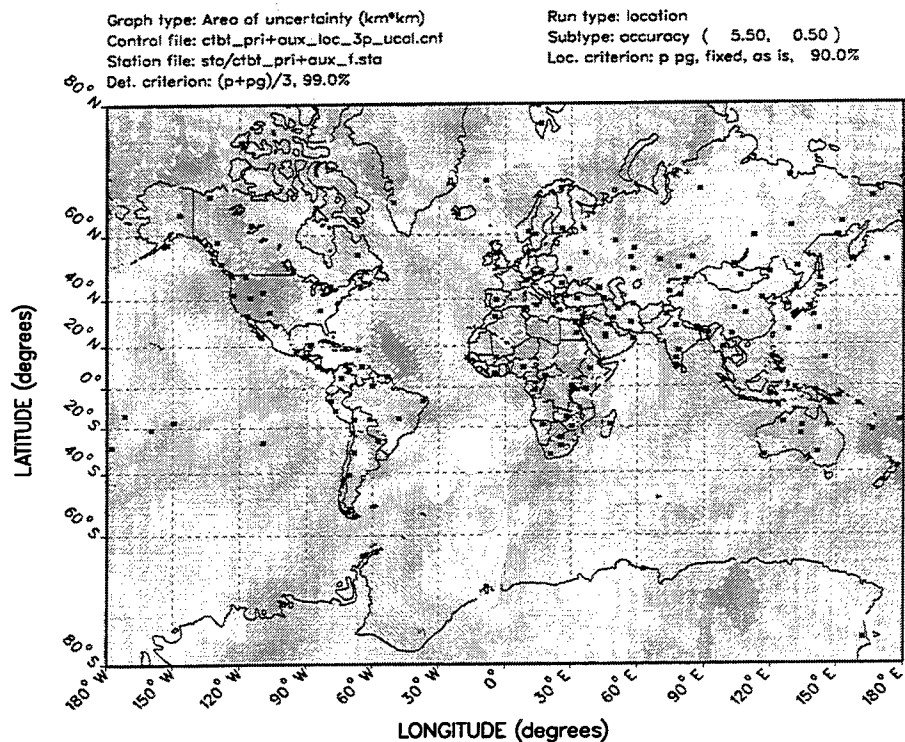 Graph type: Area of uncertainty (km*km)
Control file: ctbt_pri+aux_loc_3p_ucal.cnt
Station file: sta/ctbt_pri+aux_f.sta
Det. criterion: (p+pg)/3, 99.0%
Run type: location
Subtype: accuracy ( 5.50, 0.50 )
Loc. criterion: p pg, fixed, as is, 90.0%
80° N
60° N
40° N
20° N
0°
20° S
40° S
60° S
80° S
LATITUDE (degrees)
180° W
150° W
120° W
90° W
60° W
30° W
0°
30° E
60° E
90° E
120° E
150° E
180° E
LONGITUDE (degrees)